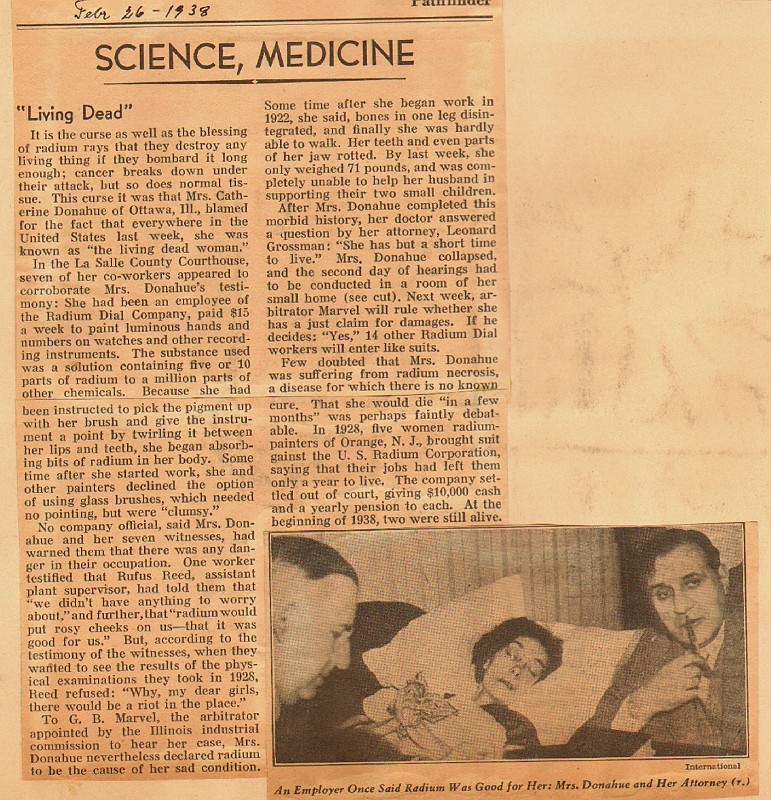 Febr 26-1938
Pathfinder
SCIENCE, MEDICINE
"Living Dead"
It is the curse as well as the blessing
of radium rays that they destroy any
living thing if they bombard it long
enough; cancer breaks down under
their attack, but so does normal tis-
sue. This curse it was that Mrs. Cath-
erine Donahue of Ottawa, Ill., blamed
for the fact that everywhere in the
United States last week, she was
known as "the living dead woman."
In the La Salle County Courthouse,
seven of her co-workers appeared to
corroborate Mrs. Donahue's testi-
mony: She had been an employee of
the Radium Dial Company, paid $15
a week to paint luminous hands and
numbers on watches and other record-
ing instruments. The substance used
was a solution containing five or 10
parts of radium to a million parts of
other chemicals. Because she had
been instructed to pick the pigment up
with her brush and give the instru-
ment a point by twirling it between
her lips and teeth, she began absorb-
ing bits of radium in her body. Some
time after she started work, she and
other painters declined the option
of using glass brushes, which needed
no pointing, but were "clumsy."
No company official, said Mrs. Don-
ahue and her seven witnesses, had
warned them that there was any dan-
ger in their occupation. One worker
testified that Rufus Reed, assistant
plant supervisor, had told them that
"we didn't have anything to worry
about," and further, that "radium would
put rosy cheeks on us—that it was
good for us." But, according to the
testimony of the witnesses, when they
wanted to see the results of the phys-
ical examinations they took in 1928,
Reed refused: "Why, my dear girls,
there would be a riot in the place."
To G. B. Marvel, the arbitrator
appointed by the Illinois industrial
commission to hear her case, Mrs.
Donahue nevertheless declared radium
to be the cause of her sad condition.
Some time after she began work in
1922, she said, bones in one leg disin-
tegrated, and finally she was hardly
able to walk. Her teeth and even parts
of her jaw rotted. By last week, she
only weighed 71 pounds, and was com-
pletely unable to help her husband in
supporting their two small children.
After Mrs. Donahue completed this
morbid history, her doctor answered
a question by her attorney, Leonard
Grossman: "She has but a short time
to live." Mrs. Donahue collapsed,
and the second day of hearings had
to be conducted in a room of her
small home (see cut). Next week, ar-
bitrator Marvel will rule whether she
has a just claim for damages. If he
decides: "Yes," 14 other Radium Dial
workers will enter like suits.
Few doubted that Mrs. Donahue
was suffering from radium necrosis,
a disease for which there is no known
cure. That she would die "in a few
months" was perhaps faintly debat-
able. In 1928, five women radium-
painters of Orange, N. J., brought suit
against the U. S. Radium Corporation,
saying that their jobs had left them
only a year to live. The company set-
tled out of court, giving $10,000 cash
and a yearly pension to each. At the
beginning of 1938, two were still alive.
International
An Employer Once Said Radium Was Good for Her: Mrs. Donahue and Her Attorney (r.)